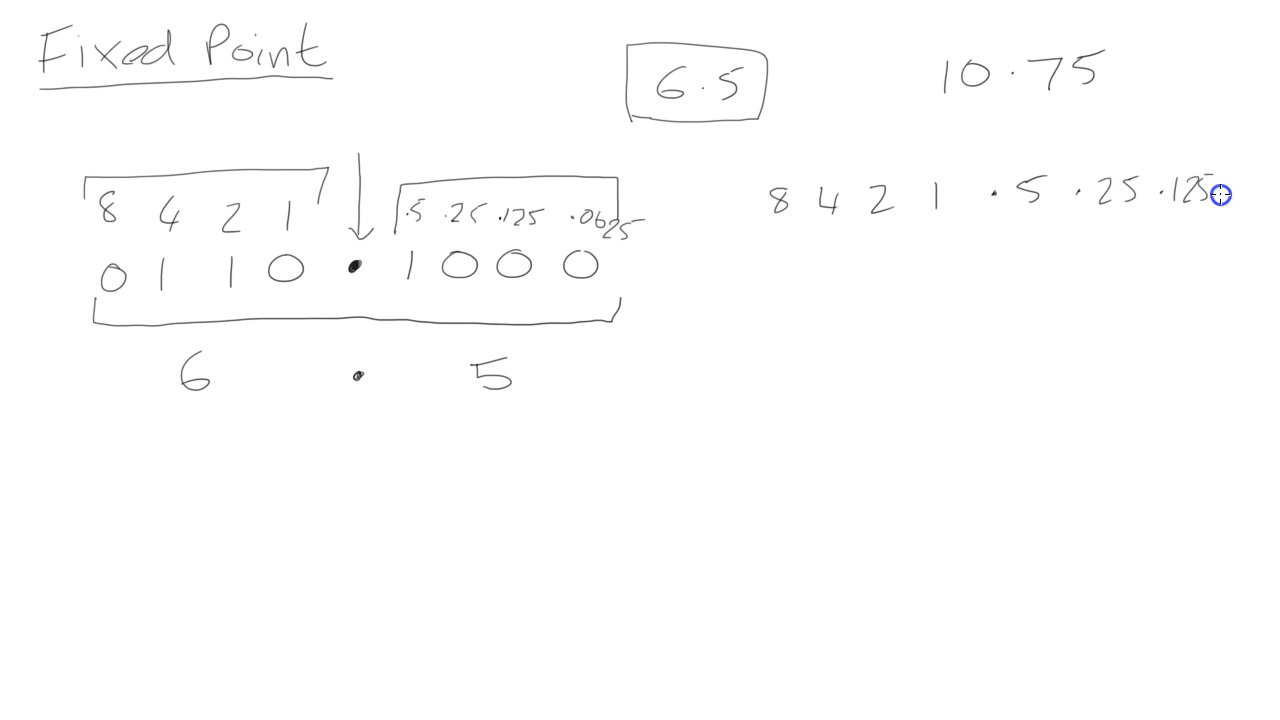 Fixed Point
6.5
10.75
8 4 2 1 .5 .25 .125 .0625
0 1 1 0 . 1 0 0 0
6 . 5
8 4 2 1 .5 .25 .125